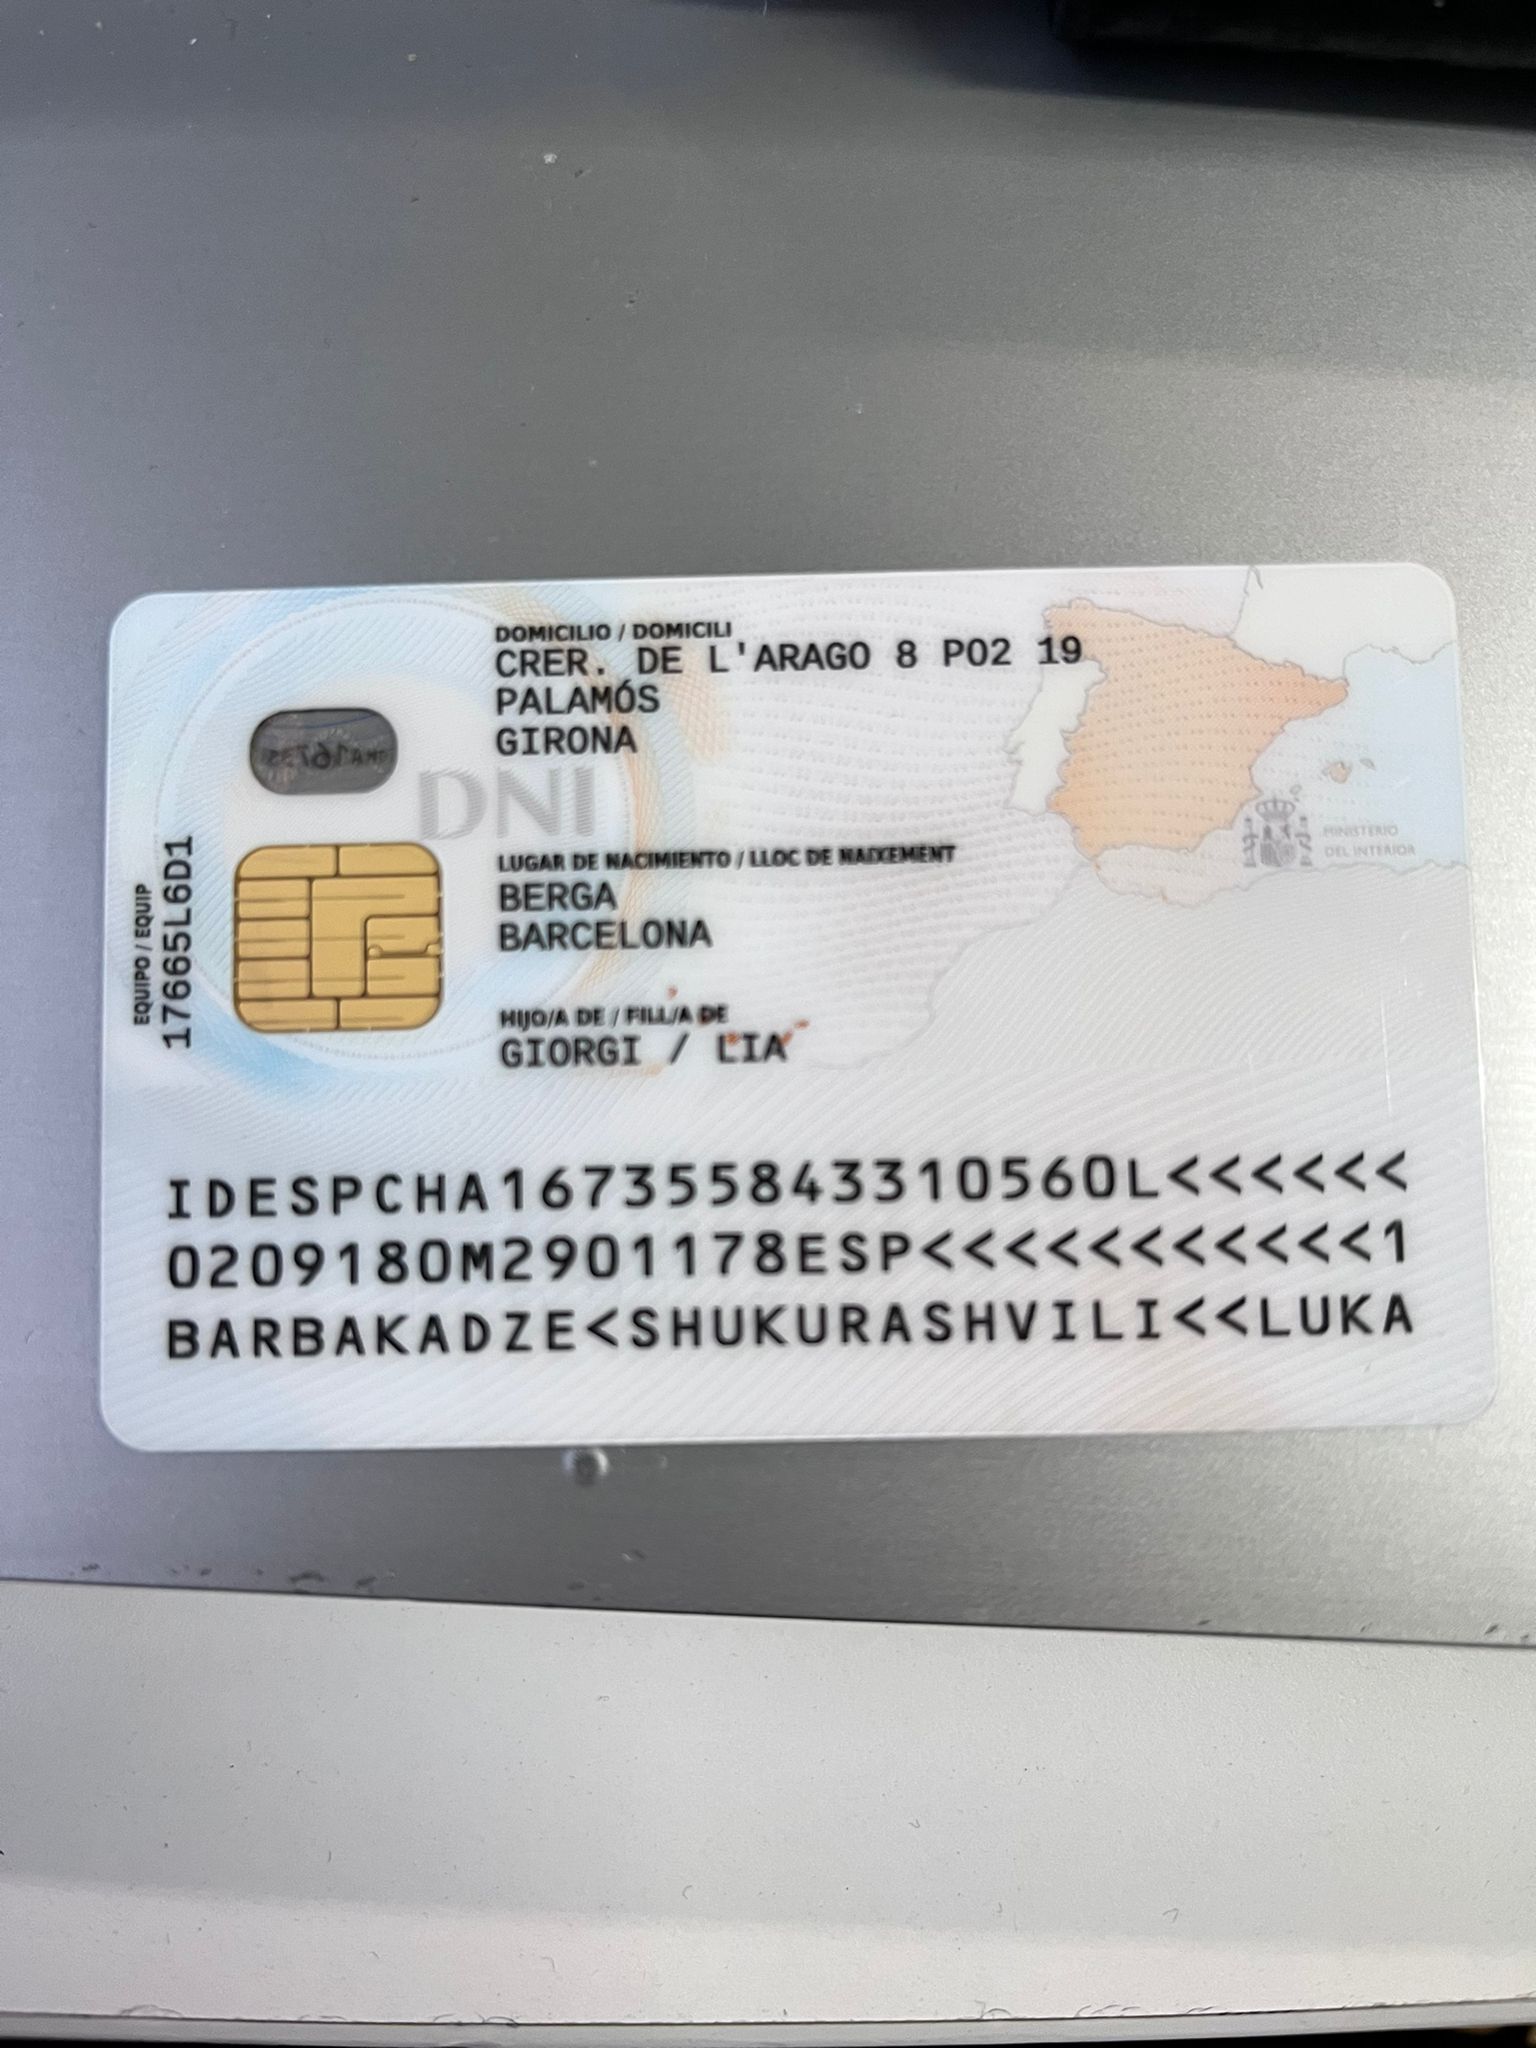 DOMICILIO / DOMICILI
CRER. DE L'ARAGO 8 P02 19
PALAMÓS
GIRONA
DNI
MINISTERIO
DEL INTERIOR
LUGAR DE NACIMIENTO / LLOC DE NAIXEMENT
BERGA
BARCELONA
EQUIPO / EQUIP
17665L6D1
HIJO/A DE / FILL/A DE
GIORGI / LIA
IDESPCHA167355843310560L<<<<<<
0209180M2901178ESP<<<<<<<<<<<1
BARBAKADZE<SHUKURASHVILI<<LUKA